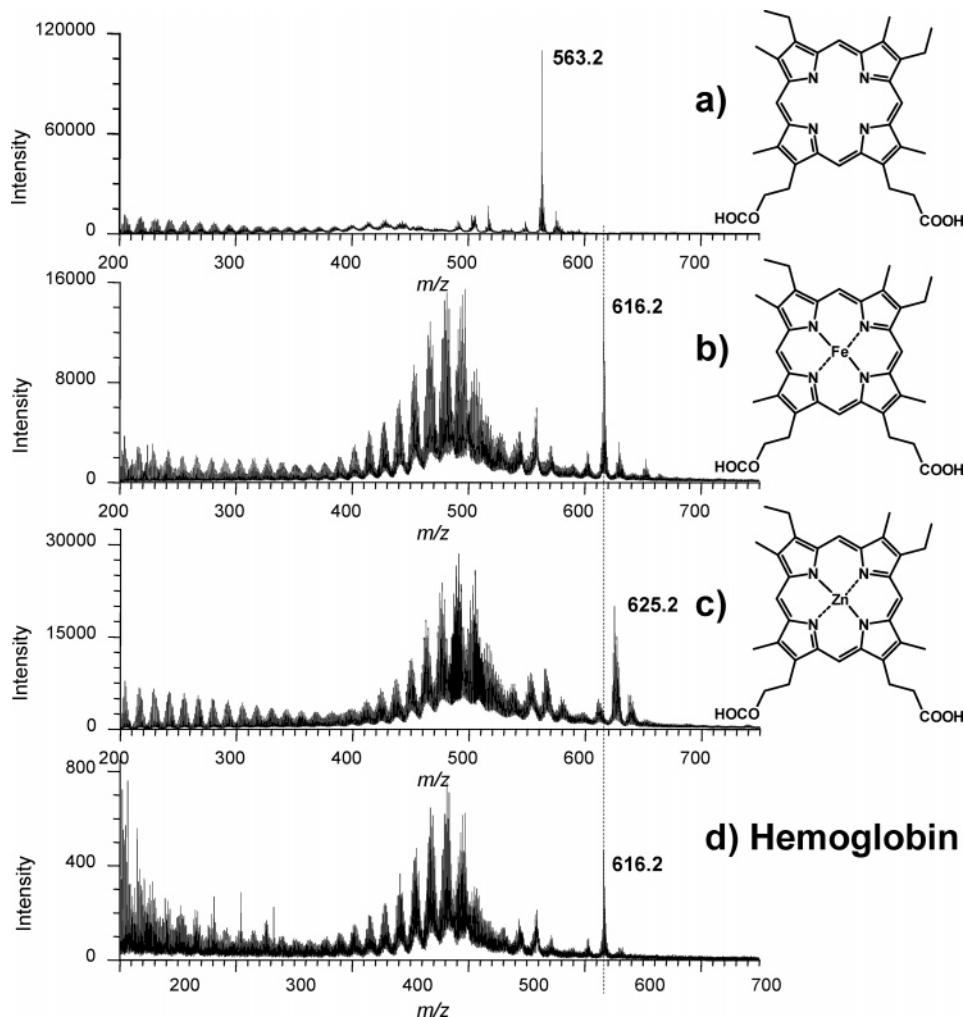 120000
60000
0
Intensity
563.2
200 300 400 500 600 700
m/z
a)
N N
N N
HOCO
COOH
16000
8000
0
Intensity
616.2
200 300 400 500 600 700
m/z
b)
N N
Fe
N N
HOCO
COOH
30000
15000
0
Intensity
625.2
200 300 400 500 600 700
m/z
c)
N N
Zn
N N
HOCO
COOH
800
400
0
Intensity
616.2
200 200 300 400 500 600 700
m/z
d) Hemoglobin